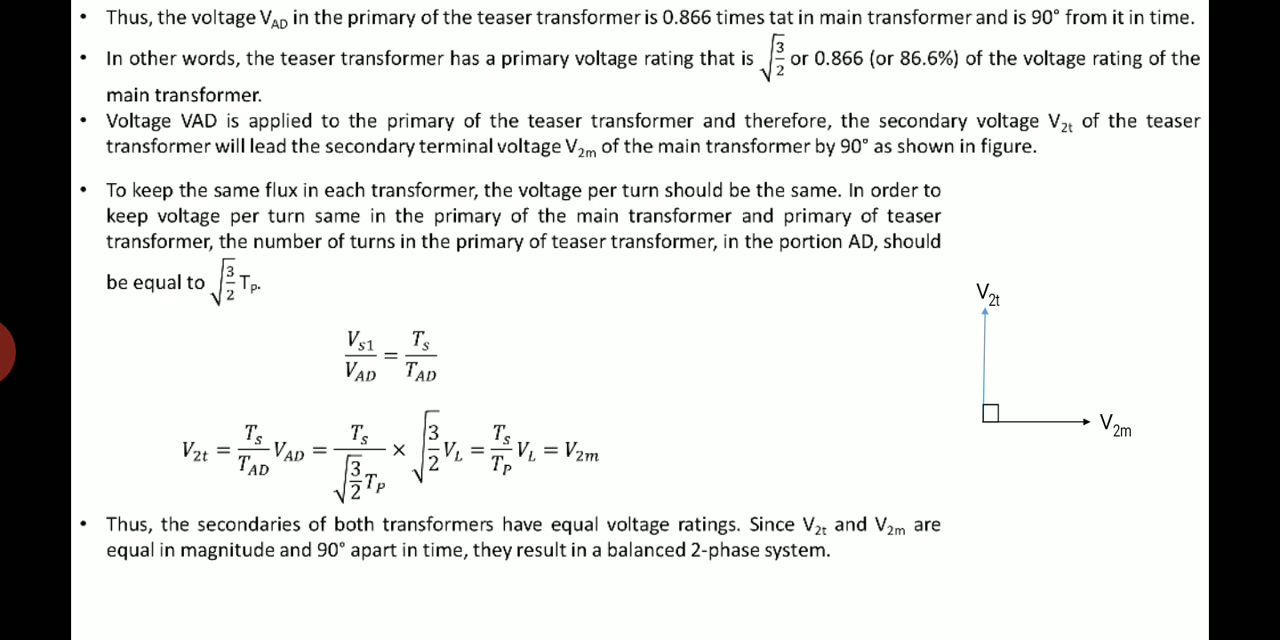 • Thus, the voltage V_AD in the primary of the teaser transformer is 0.866 times tat in main transformer and is 90° from it in time.
• In other words, the teaser transformer has a primary voltage rating that is √(3/2) or 0.866 (or 86.6%) of the voltage rating of the
main transformer.
• Voltage VAD is applied to the primary of the teaser transformer and therefore, the secondary voltage V_2t of the teaser
transformer will lead the secondary terminal voltage V_2m of the main transformer by 90° as shown in figure.
• To keep the same flux in each transformer, the voltage per turn should be the same. In order to
keep voltage per turn same in the primary of the main transformer and primary of teaser
transformer, the number of turns in the primary of teaser transformer, in the portion AD, should
be equal to √(3/2) T_P.
V_2t
V_s1/V_AD = T_s/T_AD
V_2m
V_2t = T_s/T_AD V_AD = T_s/(√(3/2) T_P) × √(3/2) V_L = T_s/T_P V_L = V_2m
• Thus, the secondaries of both transformers have equal voltage ratings. Since V_2t and V_2m are
equal in magnitude and 90° apart in time, they result in a balanced 2-phase system.